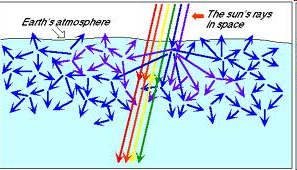 Earth's atmosphere
The sun's rays
in space